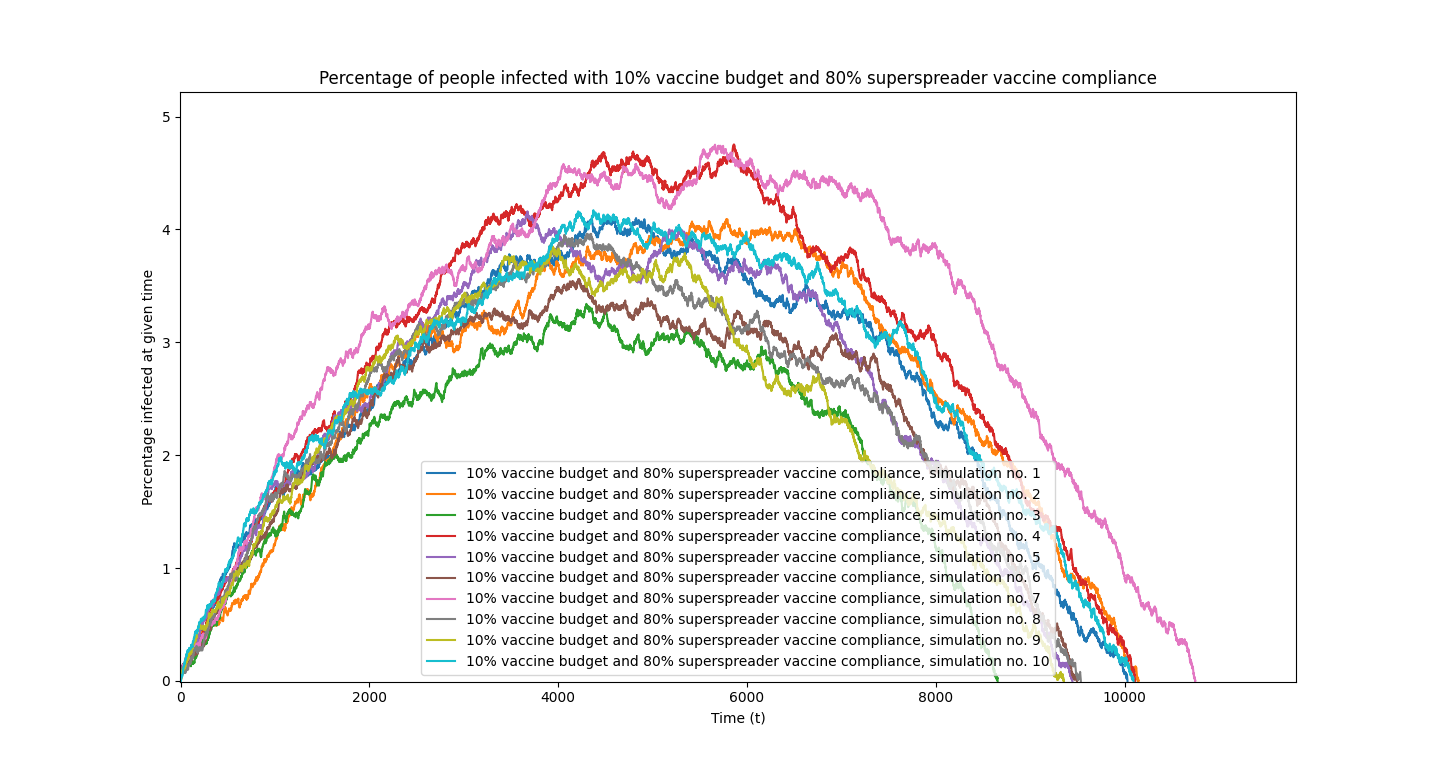 Percentage of people infected with 10% vaccine budget and 80% superspreader vaccine compliance
Percentage infected at given time
5
4
3
2
1
0
10% vaccine budget and 80% superspreader vaccine compliance, simulation no. 1
10% vaccine budget and 80% superspreader vaccine compliance, simulation no. 2
10% vaccine budget and 80% superspreader vaccine compliance, simulation no. 3
10% vaccine budget and 80% superspreader vaccine compliance, simulation no. 4
10% vaccine budget and 80% superspreader vaccine compliance, simulation no. 5
10% vaccine budget and 80% superspreader vaccine compliance, simulation no. 6
10% vaccine budget and 80% superspreader vaccine compliance, simulation no. 7
10% vaccine budget and 80% superspreader vaccine compliance, simulation no. 8
10% vaccine budget and 80% superspreader vaccine compliance, simulation no. 9
10% vaccine budget and 80% superspreader vaccine compliance, simulation no. 10
0 2000 4000 6000 8000 10000
Time (t)